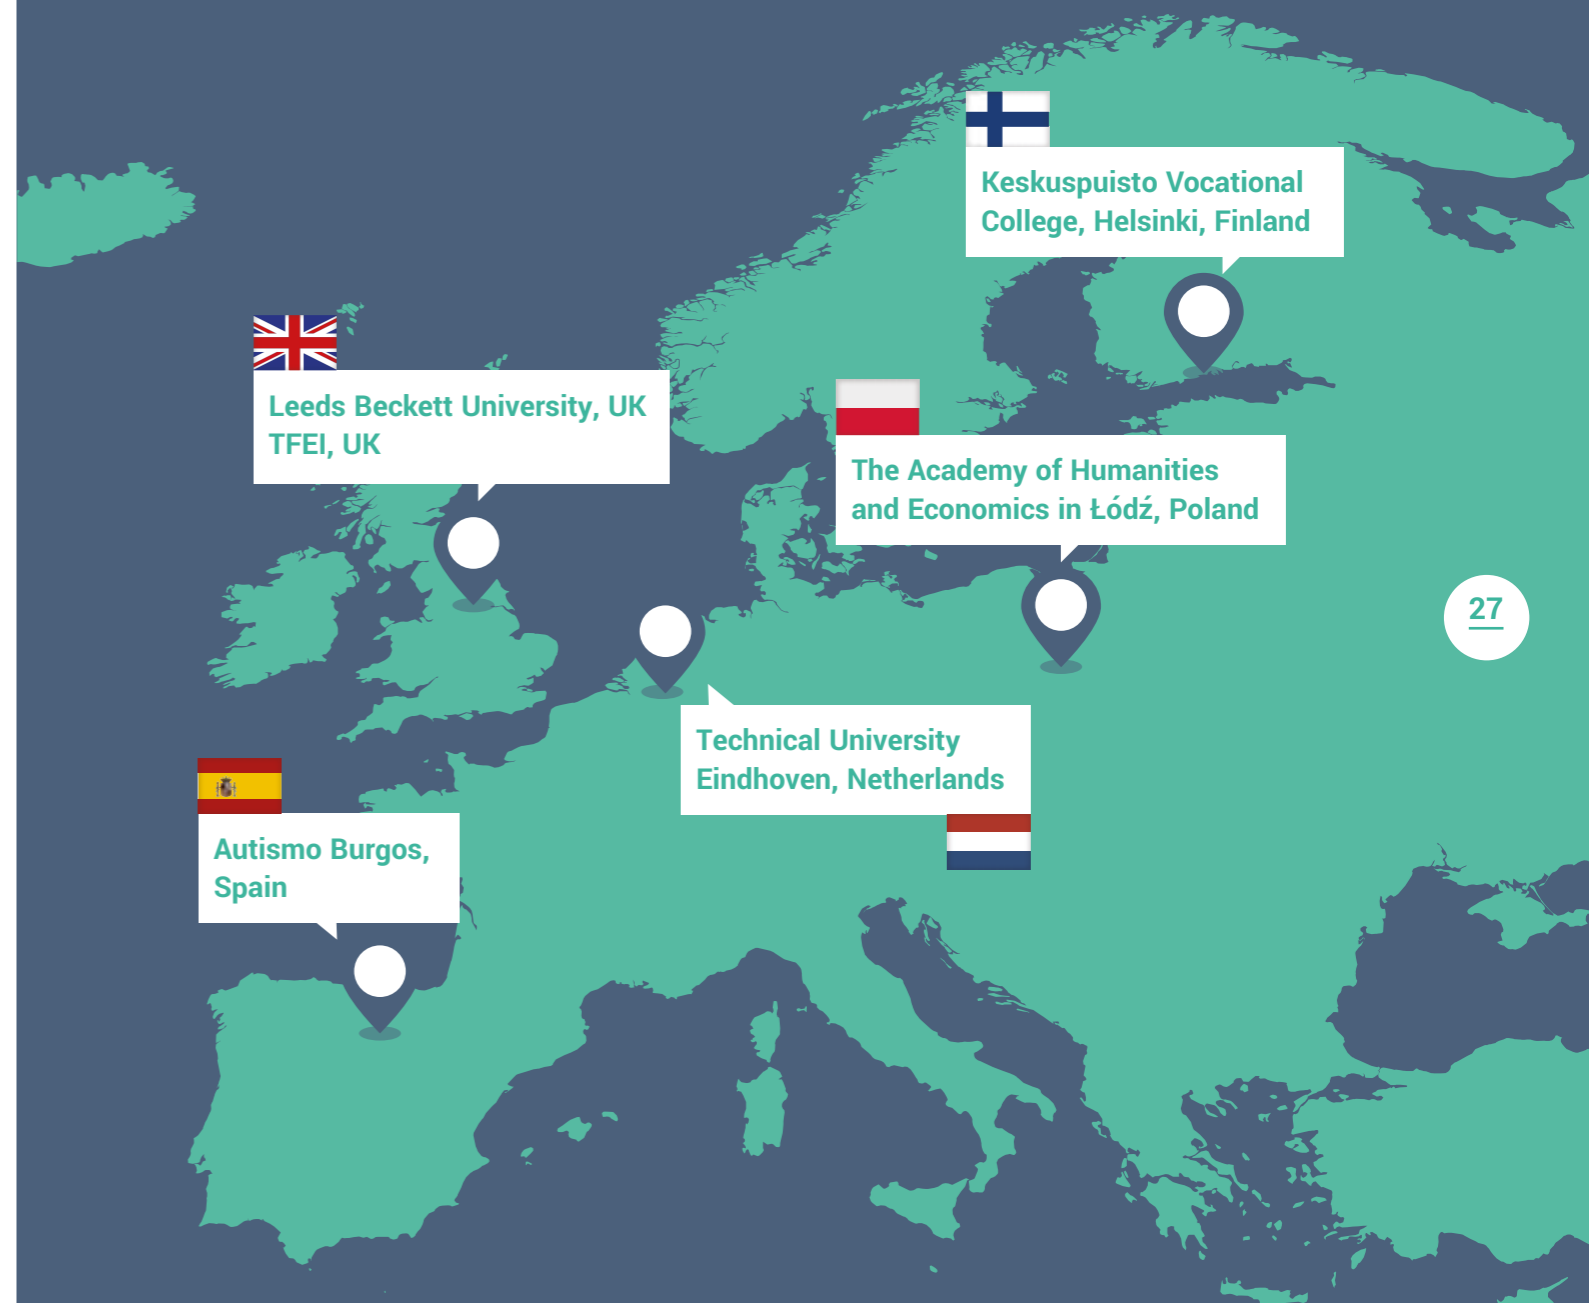 Keskuspuisto Vocational
College, Helsinki, Finland
Leeds Beckett University, UK
TFEI, UK
The Academy of Humanities
and Economics in Łódź, Poland
27
Technical University
Eindhoven, Netherlands
Autismo Burgos,
Spain